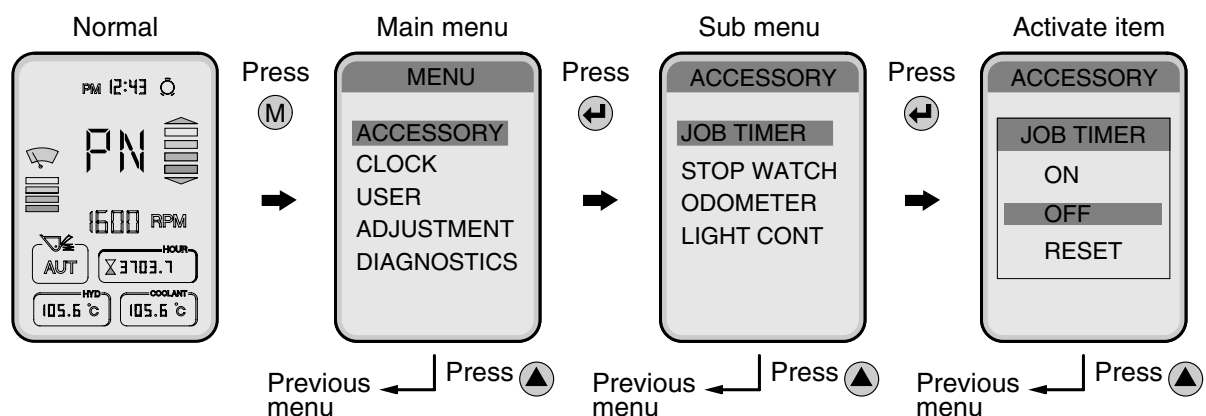 Normal
PM 12:43
PN
1600 RPM
AUT
HOUR
3703.7
HYD
105.6 °C
COOLANT
105.6 °C
Press
M
Main menu
MENU
ACCESSORY
CLOCK
USER
ADJUSTMENT
DIAGNOSTICS
Press
Previous
menu
Press
Sub menu
ACCESSORY
JOB TIMER
STOP WATCH
ODOMETER
LIGHT CONT
Press
Previous
menu
Press
Activate item
ACCESSORY
JOB TIMER
ON
OFF
RESET
Press
Previous
menu